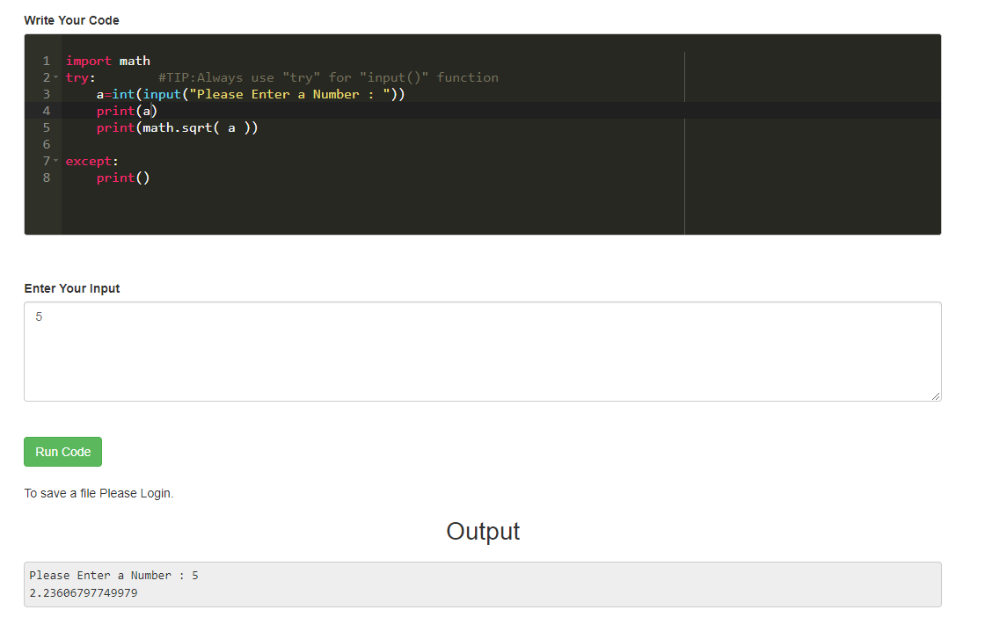 Write Your Code
1 import math
2 try:        #TIP:Always use "try" for "input()" function
3     a=int(input("Please Enter a Number : "))
4     print(a)
5     print(math.sqrt( a ))
6
7 except:
8     print()
Enter Your Input
5
Run Code
To save a file Please Login.
Output
Please Enter a Number : 5
2.23606797749979